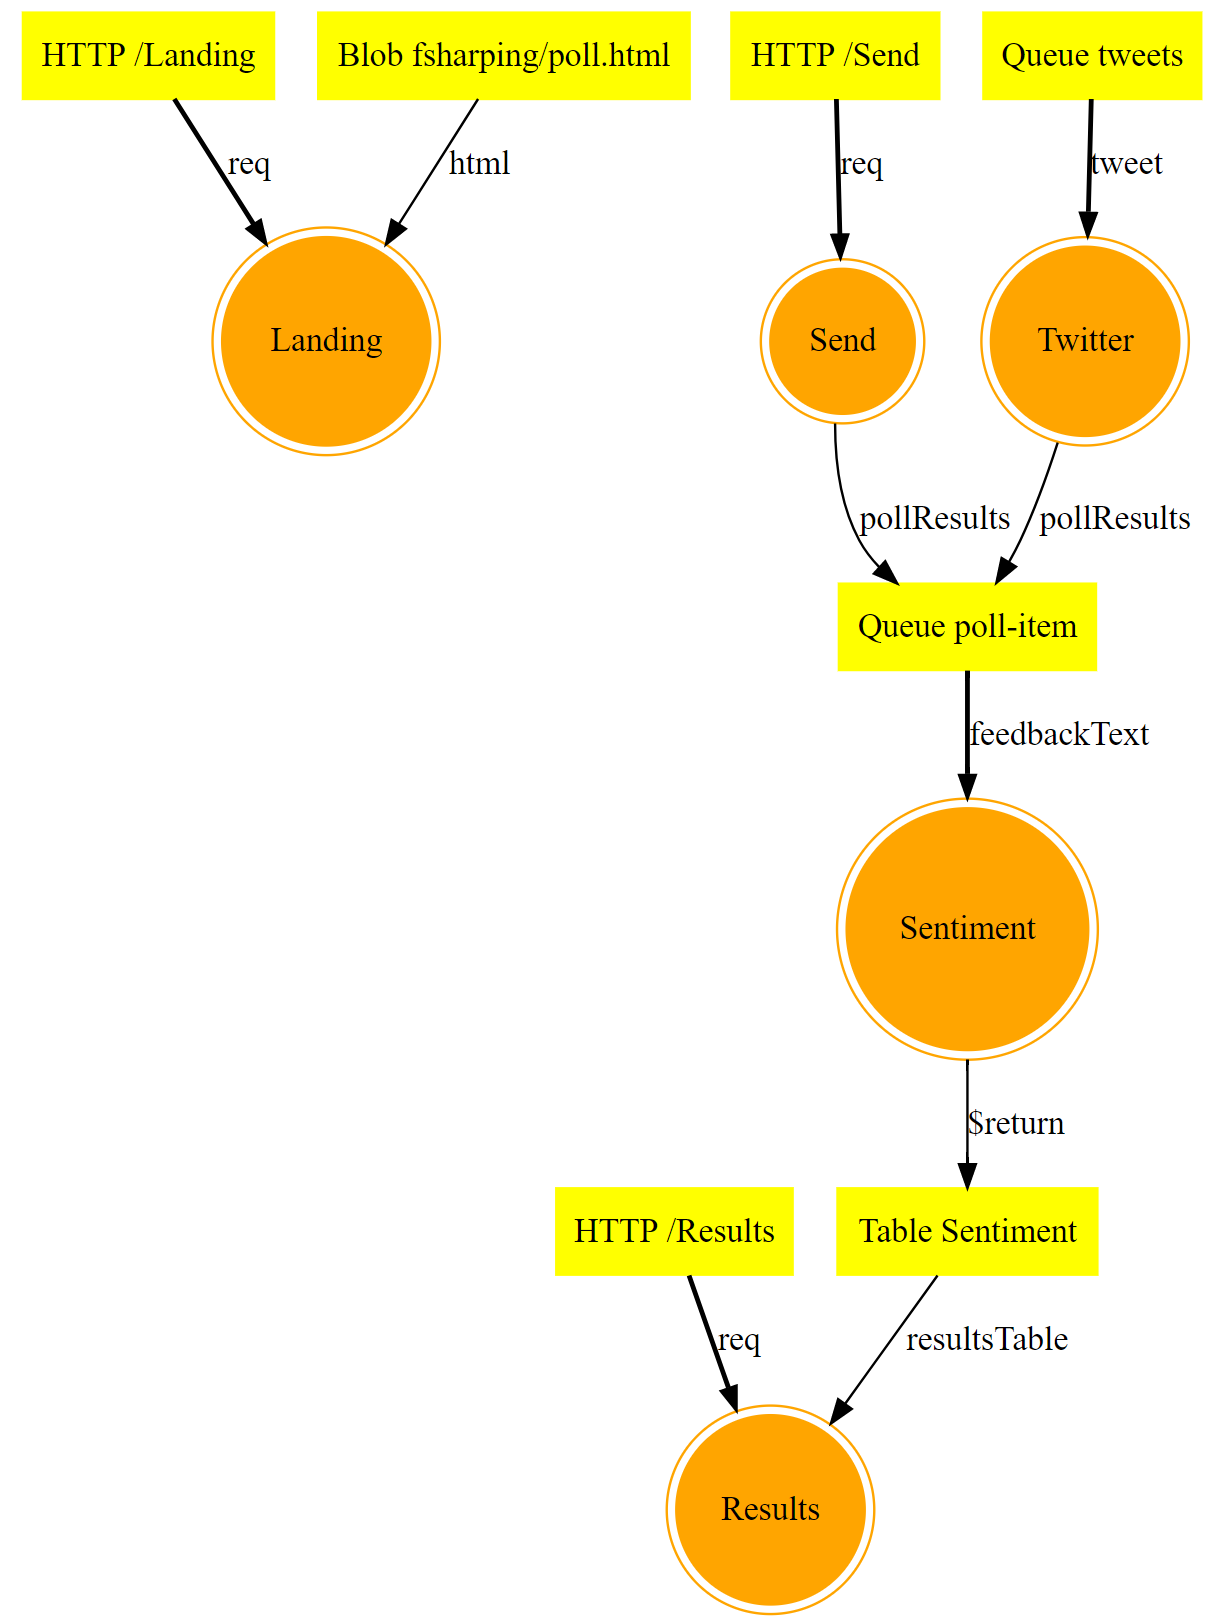 HTTP /Landing
Blob fsharping/poll.html
HTTP /Send
Queue tweets
req
html
req
tweet
Landing
Send
Twitter
pollResults
pollResults
Queue poll-item
feedbackText
Sentiment
$return
HTTP /Results
Table Sentiment
req
resultsTable
Results